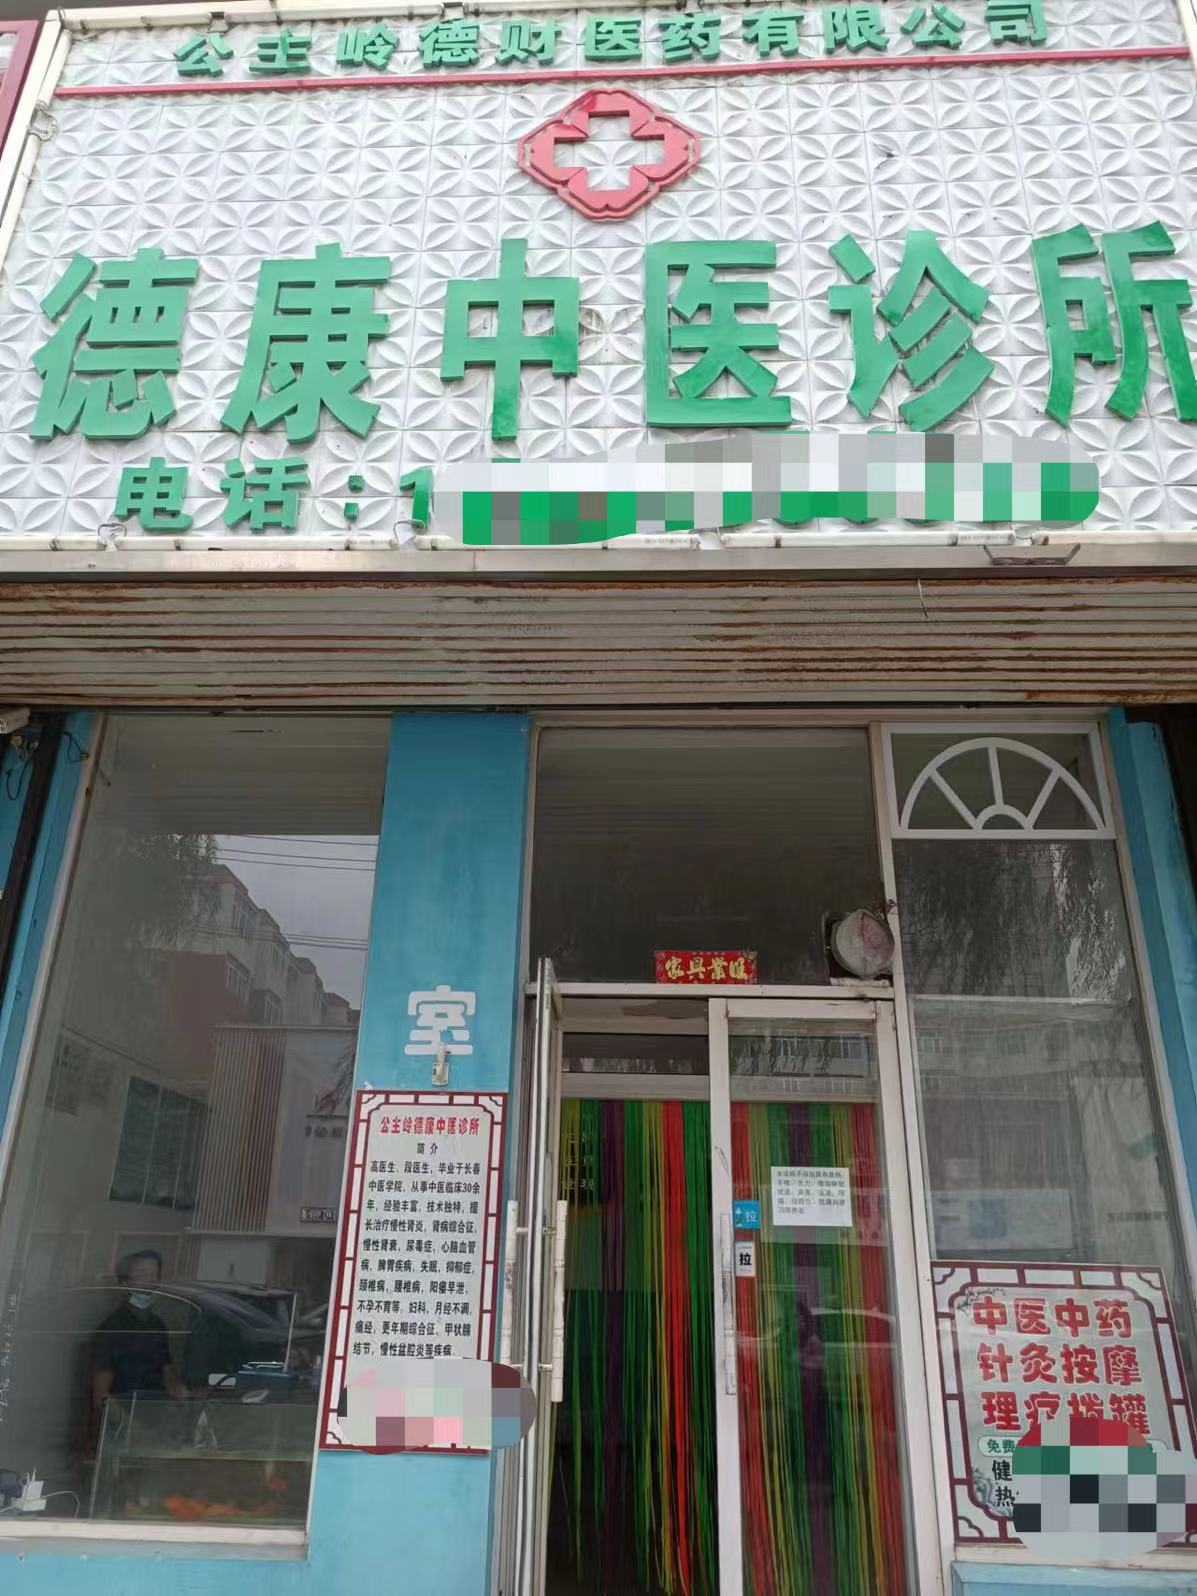 公主岭德财医药有限公司
德康中医诊所
电话:1
家具業旺
室
公主岭德康中医诊所
简介
高医生、段医生,毕业于长春
中医学院,从事中医临床30余
年,经验丰富,技术独特,擅
长治疗慢性肾炎,肾病综合征,
慢性肾衰,尿毒症,心脑血管
病,脾胃疾病,失眠,抑郁症,
颈椎病,腰椎病,阳痿早泄,
不孕不育等,妇科,月经不调,
痛经,更年期综合征,甲状腺
结节,慢性盆腔炎等疾病。
拉
拉
中医中药
针灸按摩
理疗拔罐
免费
健
热